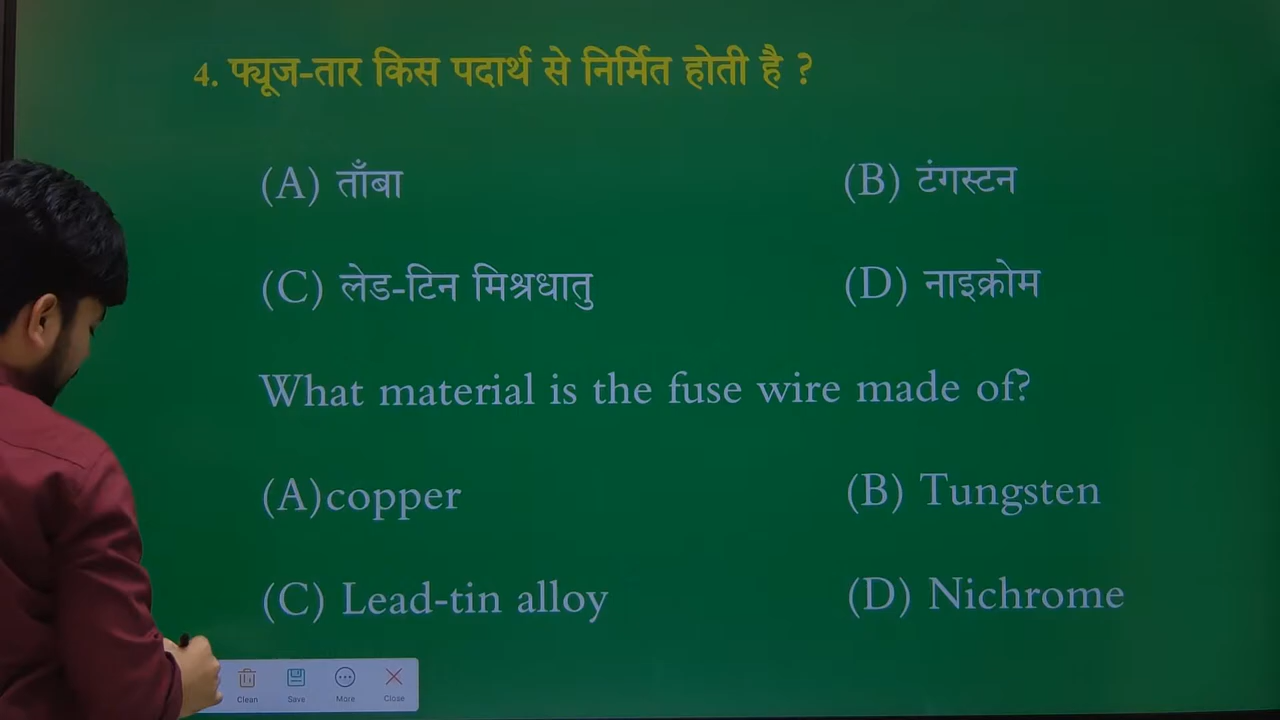 4. फ्यूज-तार किस पदार्थ से निर्मित होती है ?
(A) ताँबा (B) टंगस्टन
(C) लेड-टिन मिश्रधातु (D) नाइक्रोम
What material is the fuse wire made of?
(A)copper (B) Tungsten
(C) Lead-tin alloy (D) Nichrome
Clean Save More Close